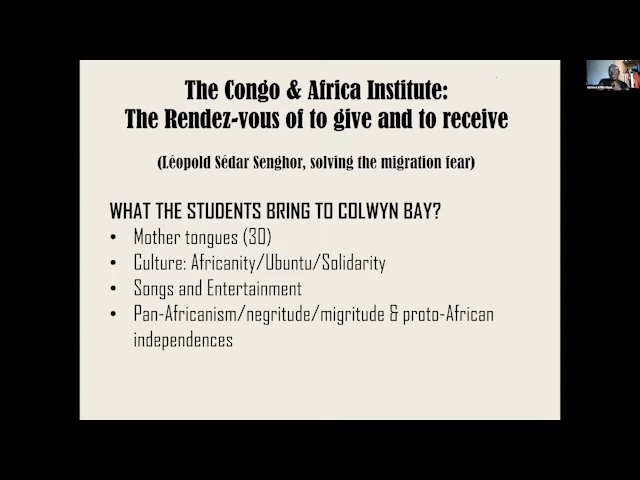 The Congo & Africa Institute:
The Rendez-vous of to give and to receive
(Léopold Sédar Senghor, solving the migration fear)
WHAT THE STUDENTS BRING TO COLWYN BAY?
• Mother tongues (30)
• Culture: Africanity/Ubuntu/Solidarity
• Songs and Entertainment
• Pan-Africanism/negritude/migritude & proto-African
independences